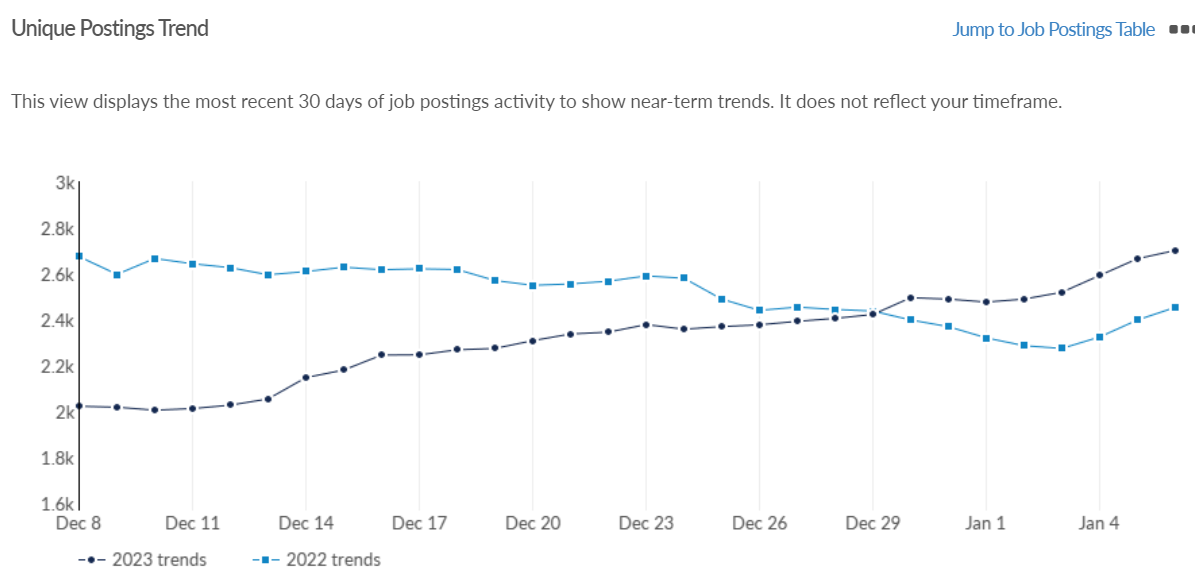 Unique Postings Trend
Jump to Job Postings Table
This view displays the most recent 30 days of job postings activity to show near-term trends. It does not reflect your timeframe.
3k
2.8k
2.6k
2.4k
2.2k
2k
1.8k
1.6k
Dec 8 Dec 11 Dec 14 Dec 17 Dec 20 Dec 23 Dec 26 Dec 29 Jan 1 Jan 4
2023 trends 2022 trends